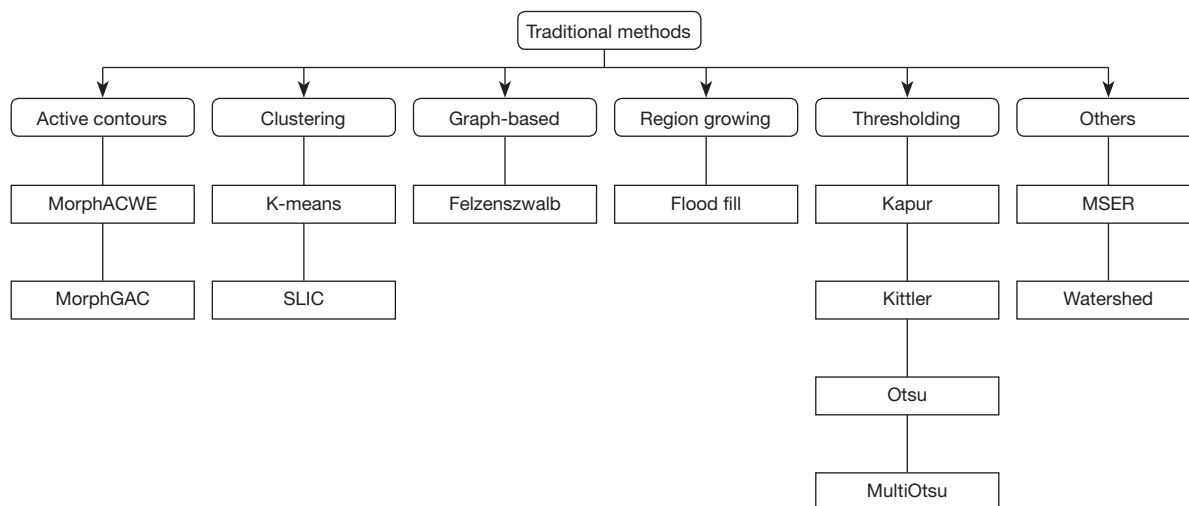 Traditional methods
Active contours
Clustering
Graph-based
Region growing
Thresholding
Others
MorphACWE
K-means
Felzenszwalb
Flood fill
Kapur
MSER
MorphGAC
SLIC
Kittler
Watershed
Otsu
MultiOtsu